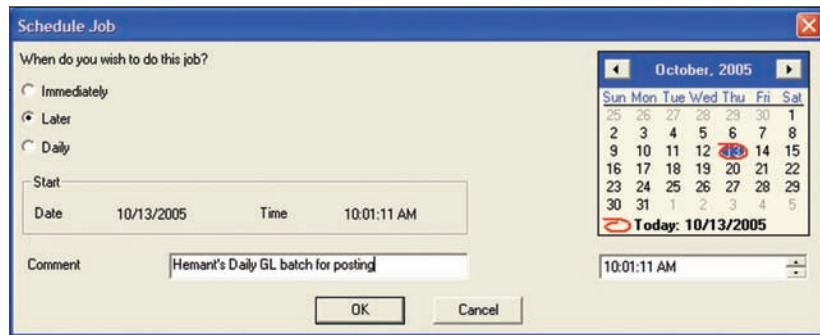 Schedule Job
When do you wish to do this job?
Immediately
Later
Daily
Start
Date 10/13/2005 Time 10:01:11 AM
Comment Hemant's Daily GL batch for posting
OK Cancel
October, 2005
Sun Mon Tue Wed Thu Fri Sat
25 26 27 28 29 30 1
2 3 4 5 6 7 8
9 10 11 12 13 14 15
16 17 18 19 20 21 22
23 24 25 26 27 28 29
30 31 1 2 3 4 5
Today: 10/13/2005
10:01:11 AM